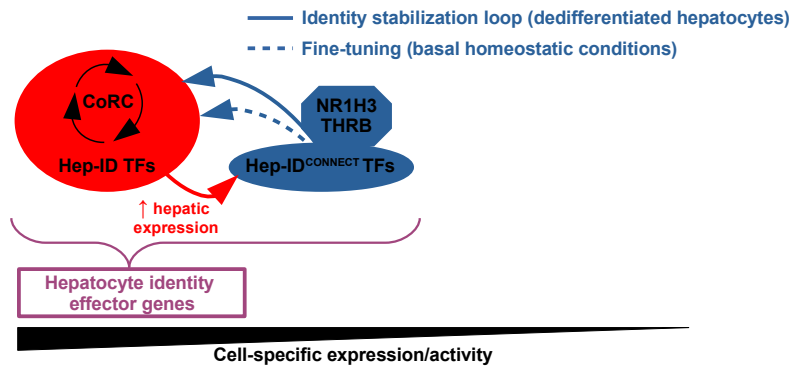 Identity stabilization loop (dedifferentiated hepatocytes)
Fine-tuning (basal homeostatic conditions)
CoRC
NR1H3
THRB
Hep-ID TFs
Hep-IDCONNECT TFs
↑ hepatic
expression
Hepatocyte identity
effector genes
Cell-specific expression/activity